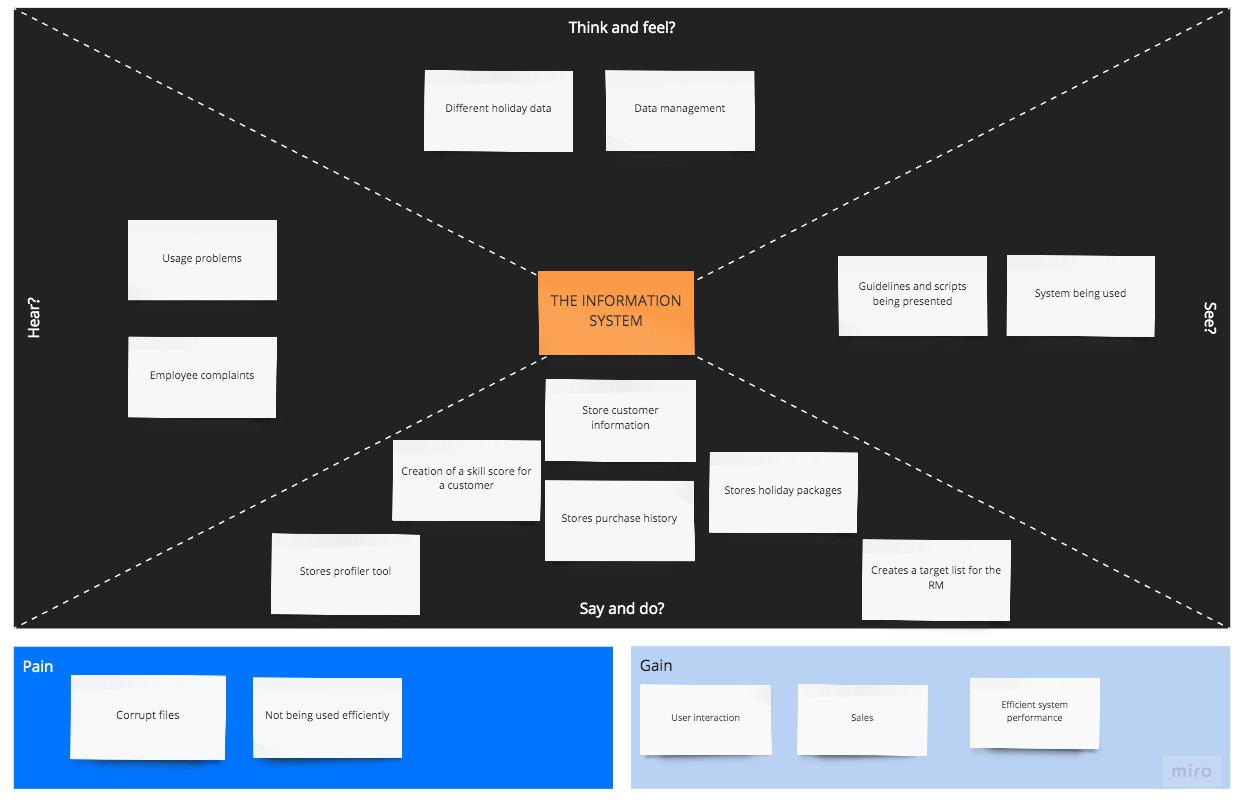 Think and feel?
Different holiday data
Data management
Usage problems
Hear?
Employee complaints
THE INFORMATION
SYSTEM
Guidelines and scripts
being presented
System being used
See?
Store customer
information
Creation of a skill score for
a customer
Stores purchase history
Stores holiday packages
Stores profiler tool
Creates a target list for the
RM
Say and do?
Pain
Corrupt files
Not being used efficiently
Gain
User interaction
Sales
Efficient system
performance
miro